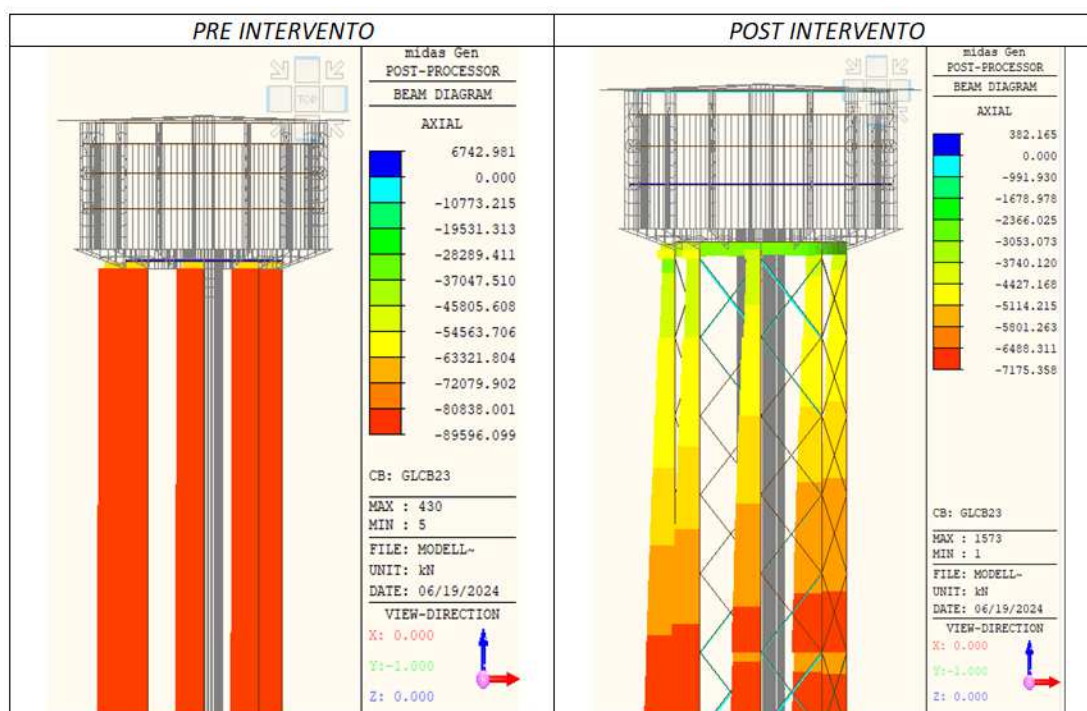 PRE INTERVENTO
midas Gen
POST-PROCESSOR
BEAM DIAGRAM
AXIAL
6742.981
0.000
-10773.215
-19531.313
-28289.411
-37047.510
-45805.608
-54563.706
-63321.804
-72079.902
-80838.001
-89596.099
CB: GLCB23
MAX : 430
MIN : 5
FILE: MODELL~
UNIT: kN
DATE: 06/19/2024
VIEW-DIRECTION
X: 0.000
Y:-1.000
Z: 0.000
TOP
POST INTERVENTO
midas Gen
POST-PROCESSOR
BEAM DIAGRAM
AXIAL
382.165
0.000
-991.930
-1678.978
-2366.025
-3053.073
-3740.120
-4427.168
-5114.215
-5801.263
-6488.311
-7175.358
CB: GLCB23
MAX : 1573
MIN : 1
FILE: MODELL~
UNIT: kN
DATE: 06/19/2024
VIEW-DIRECTION
X: 0.000
Y:-1.000
Z: 0.000